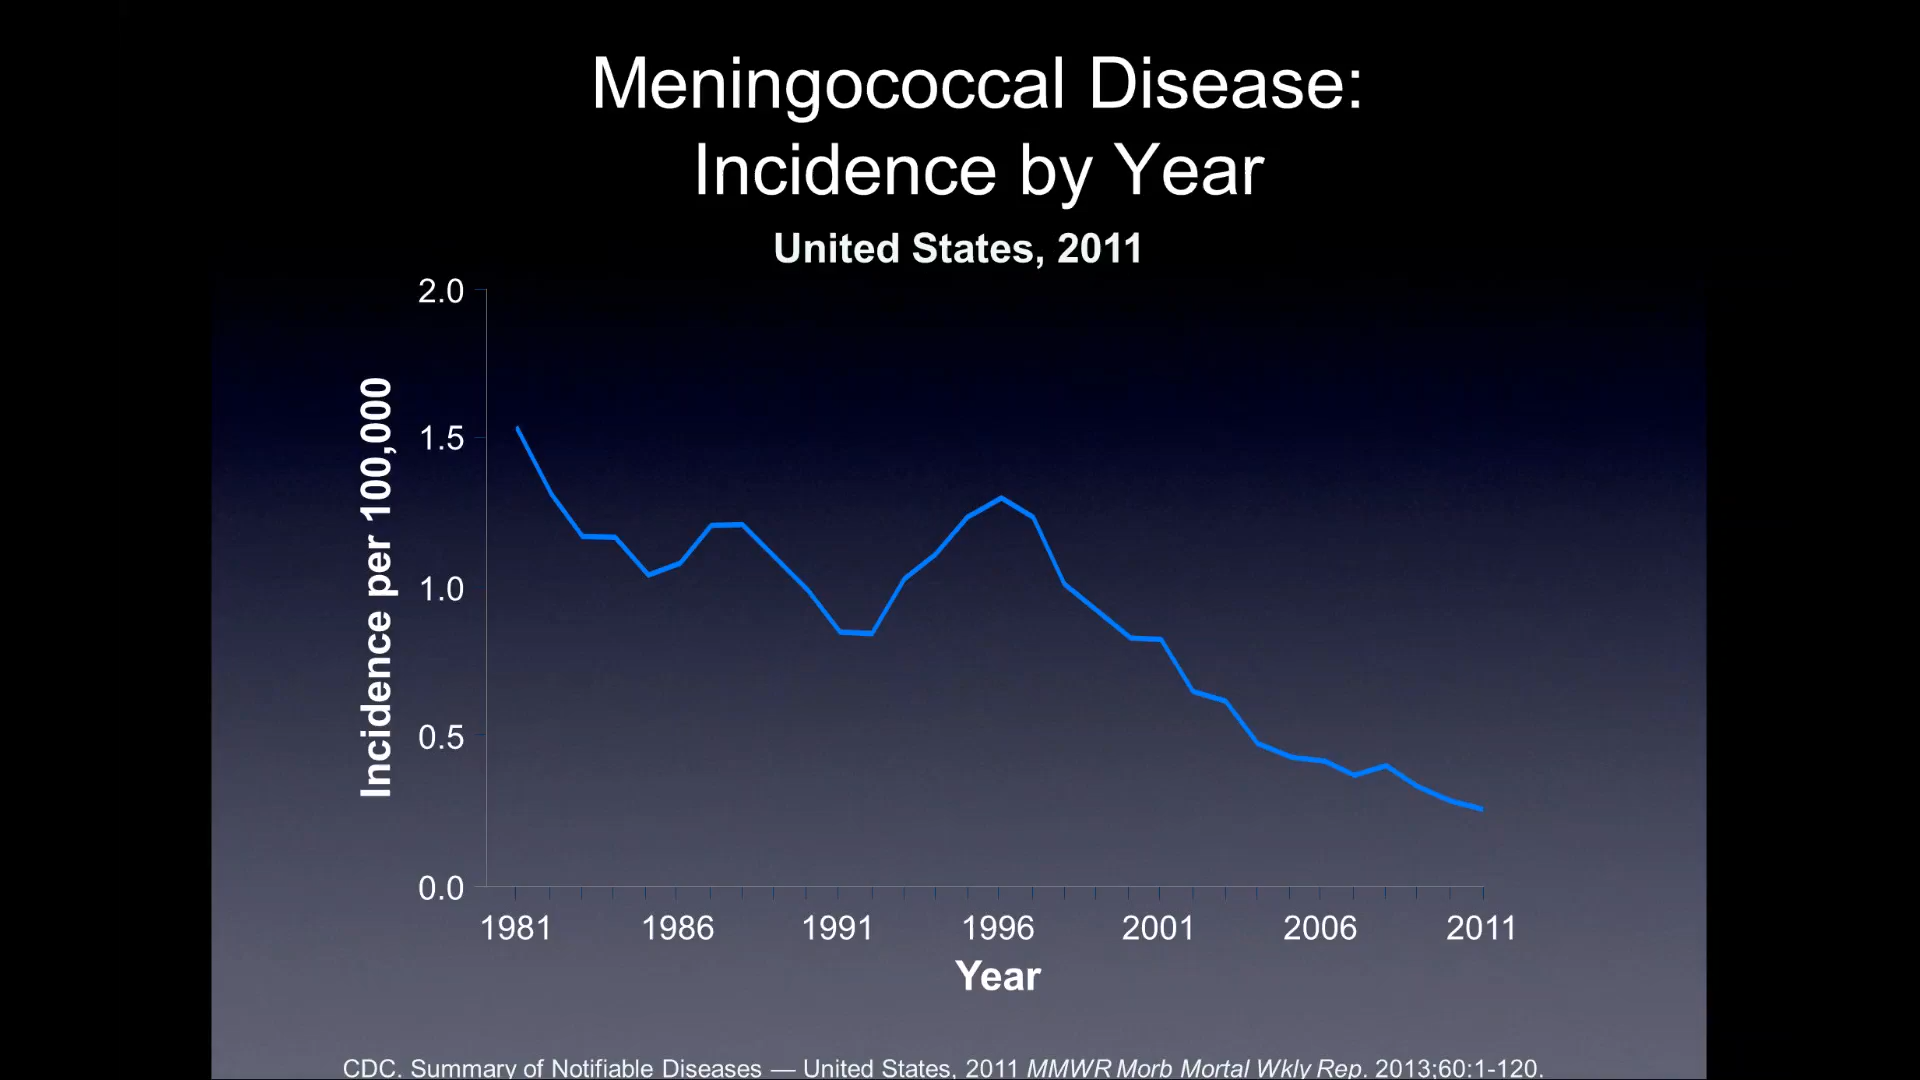 Meningococcal Disease:
Incidence by Year
United States, 2011
Incidence per 100,000
2.0
1.5
1.0
0.5
0.0
1981 1986 1991 1996 2001 2006 2011
Year
CDC. Summary of Notifiable Diseases — United States, 2011 MMWR Morb Mortal Wkly Rep. 2013;60:1-120.